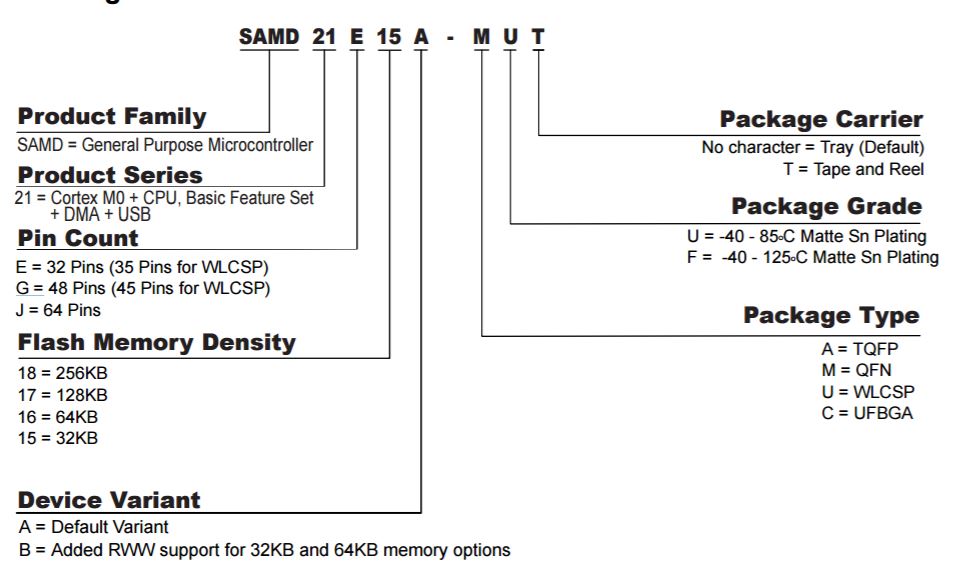 SAMD 21 E 15 A - M U T
Product Family
SAMD = General Purpose Microcontroller
Product Series
21 = Cortex M0 + CPU, Basic Feature Set
+ DMA + USB
Pin Count
E = 32 Pins (35 Pins for WLCSP)
G = 48 Pins (45 Pins for WLCSP)
J = 64 Pins
Flash Memory Density
18 = 256KB
17 = 128KB
16 = 64KB
15 = 32KB
Device Variant
A = Default Variant
B = Added RWW support for 32KB and 64KB memory options
Package Carrier
No character = Tray (Default)
T = Tape and Reel
Package Grade
U = -40 - 85°C Matte Sn Plating
F = -40 - 125°C Matte Sn Plating
Package Type
A = TQFP
M = QFN
U = WLCSP
C = UFBGA